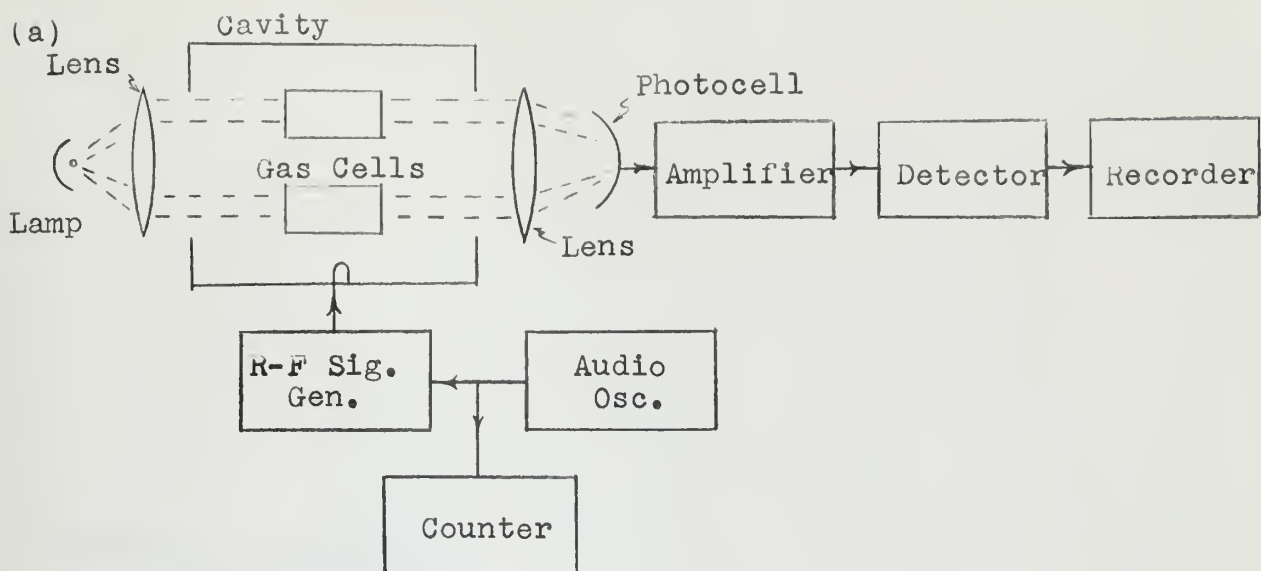 (a)
Cavity
Lens
Photocell
Gas Cells
Amplifier
Detector
Recorder
Lamp
Lens
R-F Sig.
Gen.
Audio
Osc.
Counter